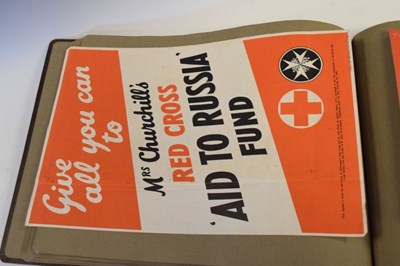 Give
all you can
to
MRS Churchill's
RED CROSS
'AID TO RUSSIA'
FUND